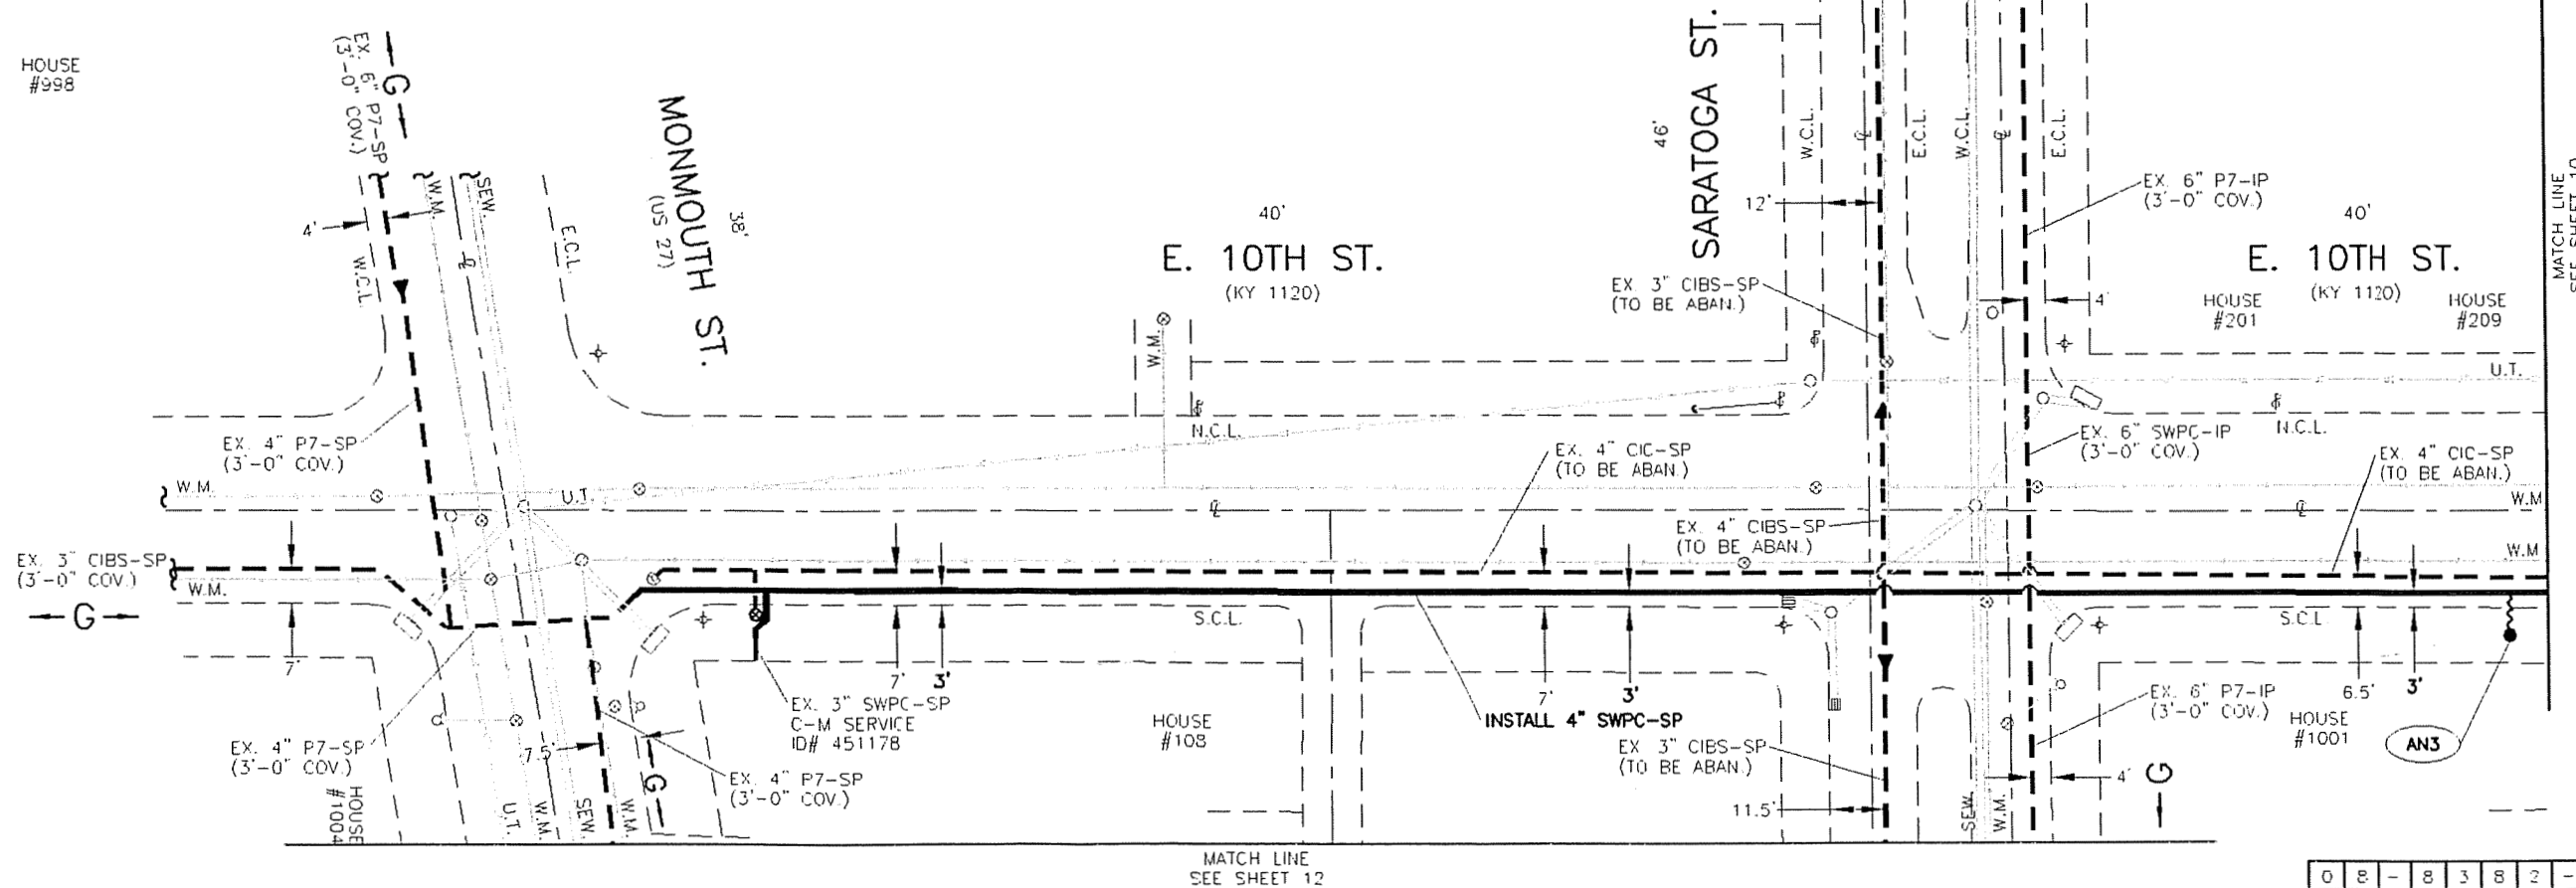 HOUSE
#998
EX. 6" P7-SP
(3'-0" COV.)
G
4'
W.C.L.
W.M.
SEW.
E.C.L.
MONMOUTH ST.
(US 27)
38'
40'
E. 10TH ST.
(KY 1120)
W.M.
46'
SARATOGA ST.
W.C.L.
E.C.L.
W.C.L.
E.C.L.
12'
EX. 3" CIBS-SP
(TO BE ABAN.)
EX. 6" P7-IP
(3'-0" COV.)
40'
E. 10TH ST.
(KY 1120)
4'
HOUSE
#201
HOUSE
#209
MATCH LINE
SEE SHEET 10
U.T.
N.C.L.
N.C.L.
EX. 4" P7-SP
(3'-0" COV.)
EX. 4" CIC-SP
(TO BE ABAN.)
EX. 6" SWPC-IP
(3'-0" COV.)
EX. 4" CIC-SP
(TO BE ABAN.)
W.M.
U.T.
W.M
EX. 4" CIBS-SP
(TO BE ABAN.)
W.M
EX. 3" CIBS-SP
(3'-0" COV.)
W.M.
G
S.C.L.
S.C.L.
7'
7'
3'
7'
3'
6.5'
3'
EX. 3" SWPC-SP
C-M SERVICE
ID# 451178
HOUSE
#108
INSTALL 4" SWPC-SP
EX. 6" P7-IP
(3'-0" COV.)
HOUSE
#1001
AN3
EX 3" CIBS-SP
(TO BE ABAN.)
EX. 4" P7-SP
(3'-0" COV.)
7.5'
G
EX. 4" P7-SP
(3'-0" COV.)
4'
G
HOUSE
#1004
U.T.
W.M.
SEW.
W.M.
11.5'
SEW
W.M.
MATCH LINE
SEE SHEET 12
0 8 - 8 3 8 2 -